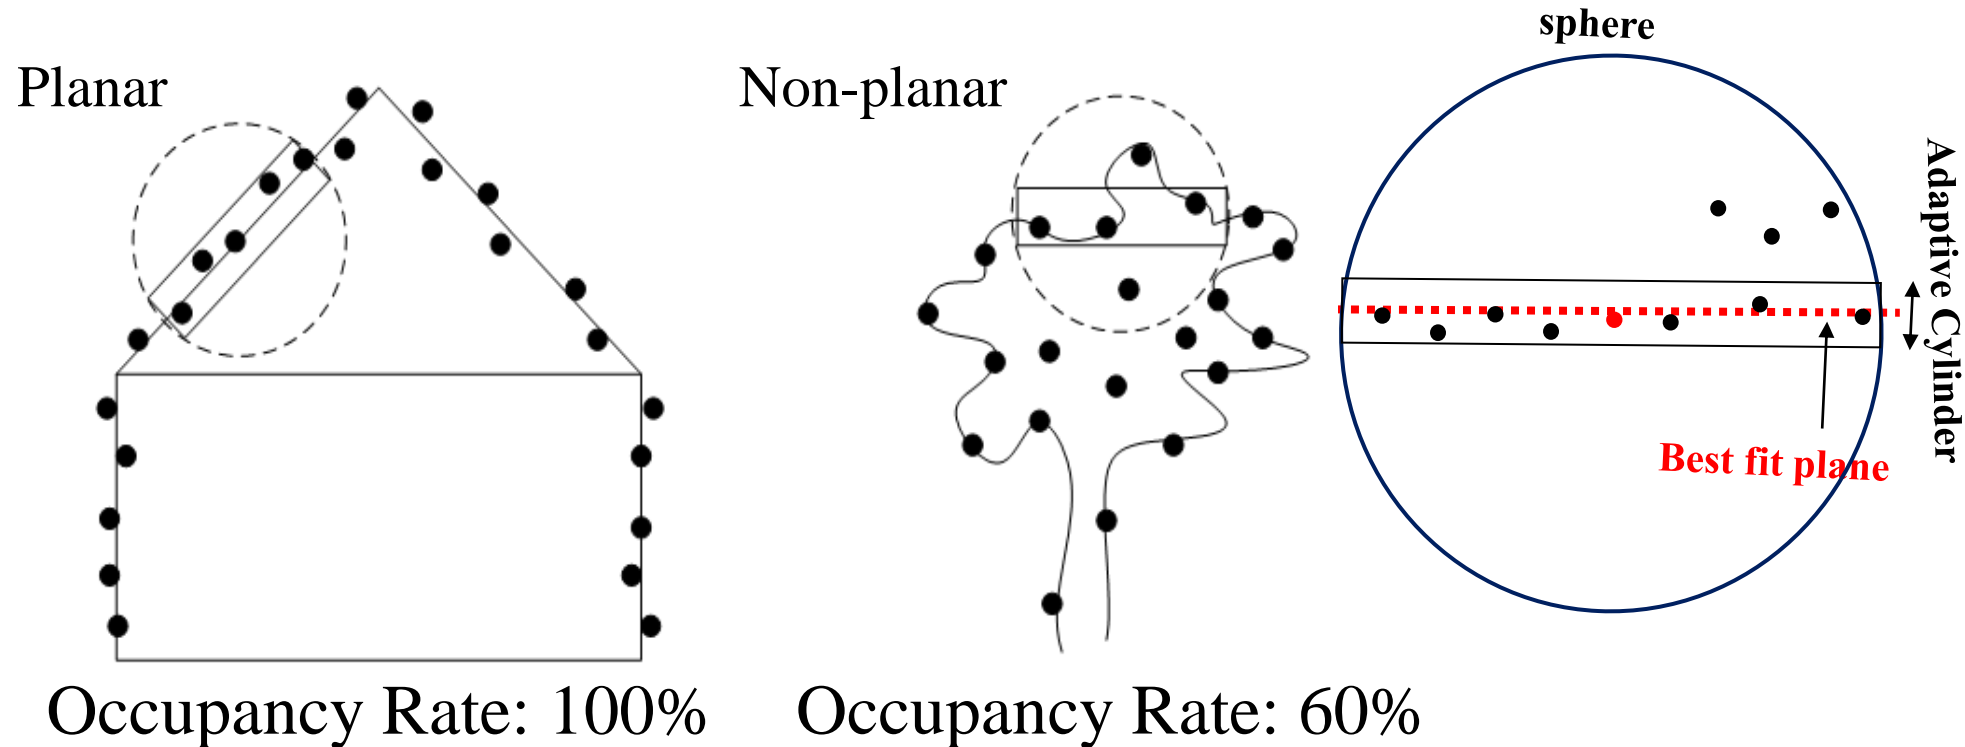 Planar
Non-planar
sphere
Adaptive Cylinder
Best fit plane
Occupancy Rate: 100%
Occupancy Rate: 60%